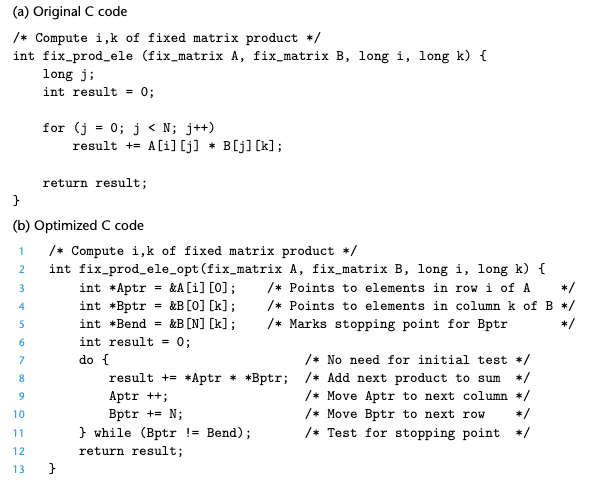 (a) Original C code
/* Compute i,k of fixed matrix product */
int fix_prod_ele (fix_matrix A, fix_matrix B, long i, long k) {
    long j;
    int result = 0;

    for (j = 0; j < N; j++)
        result += A[i][j] * B[j][k];

    return result;
}
(b) Optimized C code
1   /* Compute i,k of fixed matrix product */
2   int fix_prod_ele_opt(fix_matrix A, fix_matrix B, long i, long k) {
3       int *Aptr = &A[i][0];    /* Points to elements in row i of A    */
4       int *Bptr = &B[0][k];    /* Points to elements in column k of B */
5       int *Bend = &B[N][k];    /* Marks stopping point for Bptr       */
6       int result = 0;
7       do {                         /* No need for initial test */
8           result += *Aptr * *Bptr; /* Add next product to sum  */
9           Aptr ++;                 /* Move Aptr to next column */
10          Bptr += N;               /* Move Bptr to next row    */
11      } while (Bptr != Bend);      /* Test for stopping point  */
12      return result;
13  }